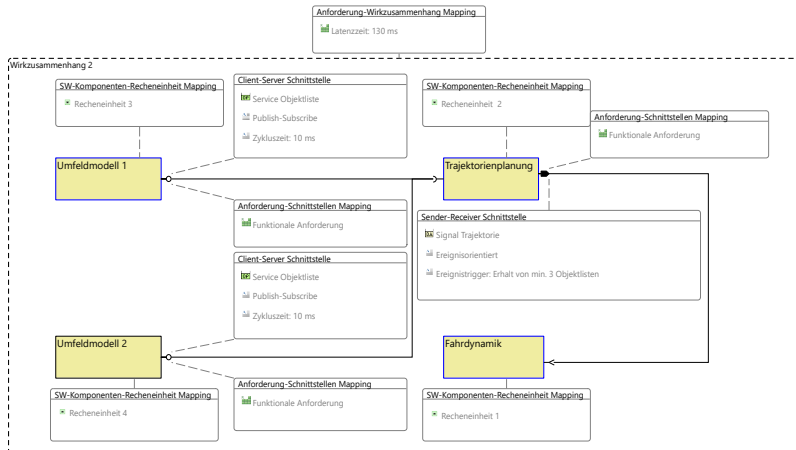 Anforderung-Wirkzusammenhang Mapping
Latenzzeit: 130 ms
Wirkzusammenhang 2
SW-Komponenten-Recheneinheit Mapping
Recheneinheit 3
Client-Server Schnittstelle
Service Objektliste
Publish-Subscribe
Zykluszeit: 10 ms
SW-Komponenten-Recheneinheit Mapping
Recheneinheit 2
Anforderung-Schnittstellen Mapping
Funktionale Anforderung
Umfeldmodell 1
Trajektorienplanung
Anforderung-Schnittstellen Mapping
Funktionale Anforderung
Sender-Receiver Schnittstelle
Signal Trajektorie
Ereignisorientiert
Ereignistrigger: Erhalt von min. 3 Objektlisten
Client-Server Schnittstelle
Service Objektliste
Publish-Subscribe
Zykluszeit: 10 ms
Umfeldmodell 2
Fahrdynamik
Anforderung-Schnittstellen Mapping
Funktionale Anforderung
SW-Komponenten-Recheneinheit Mapping
Recheneinheit 4
SW-Komponenten-Recheneinheit Mapping
Recheneinheit 1